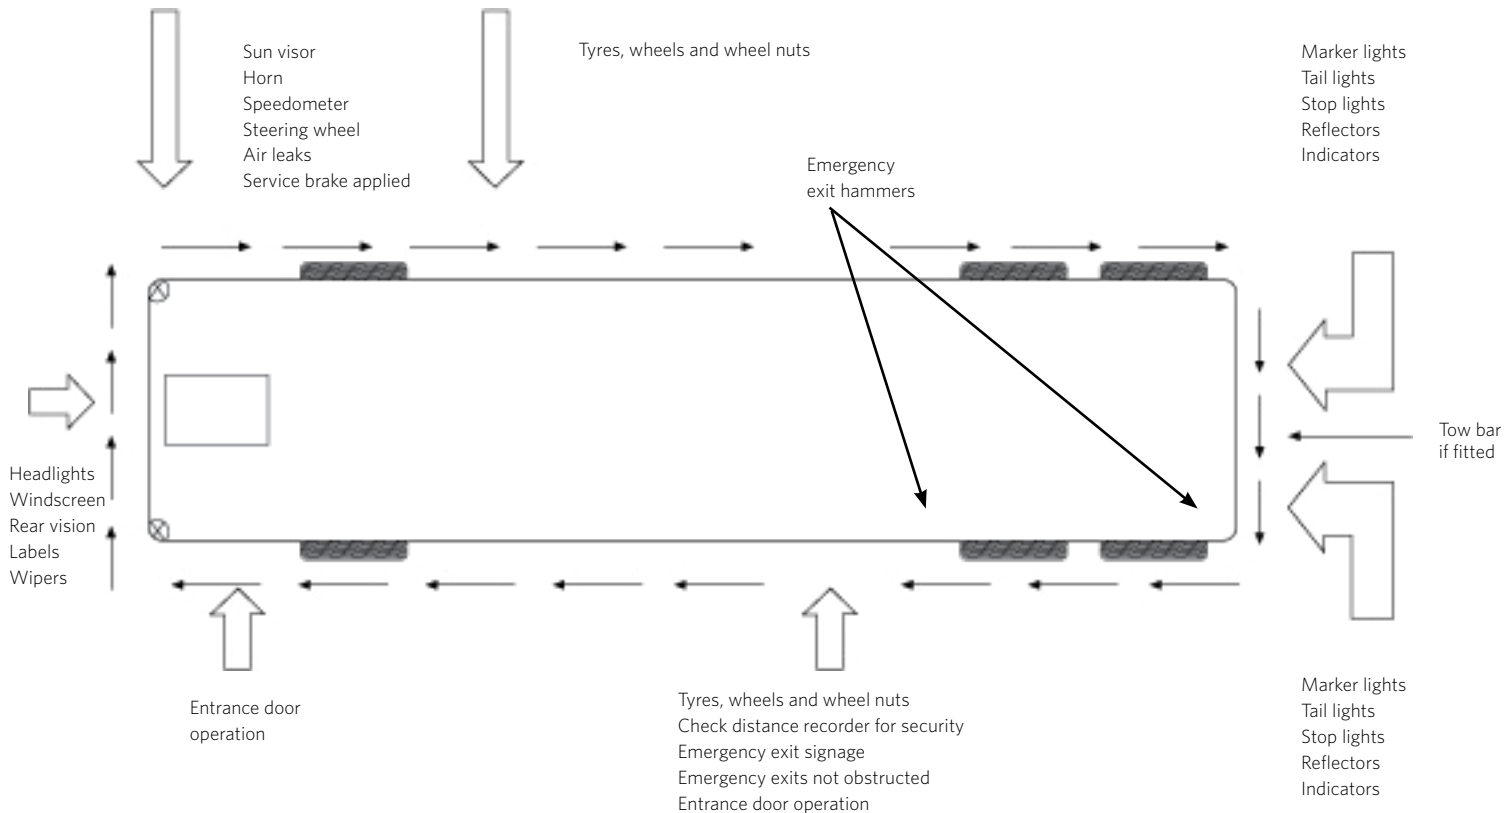 Sun visor
Horn
Speedometer
Steering wheel
Air leaks
Service brake applied
Tyres, wheels and wheel nuts
Marker lights
Tail lights
Stop lights
Reflectors
Indicators
Emergency
exit hammers
Tow bar
if fitted
Headlights
Windscreen
Rear vision
Labels
Wipers
Entrance door
operation
Tyres, wheels and wheel nuts
Check distance recorder for security
Emergency exit signage
Emergency exits not obstructed
Entrance door operation
Marker lights
Tail lights
Stop lights
Reflectors
Indicators